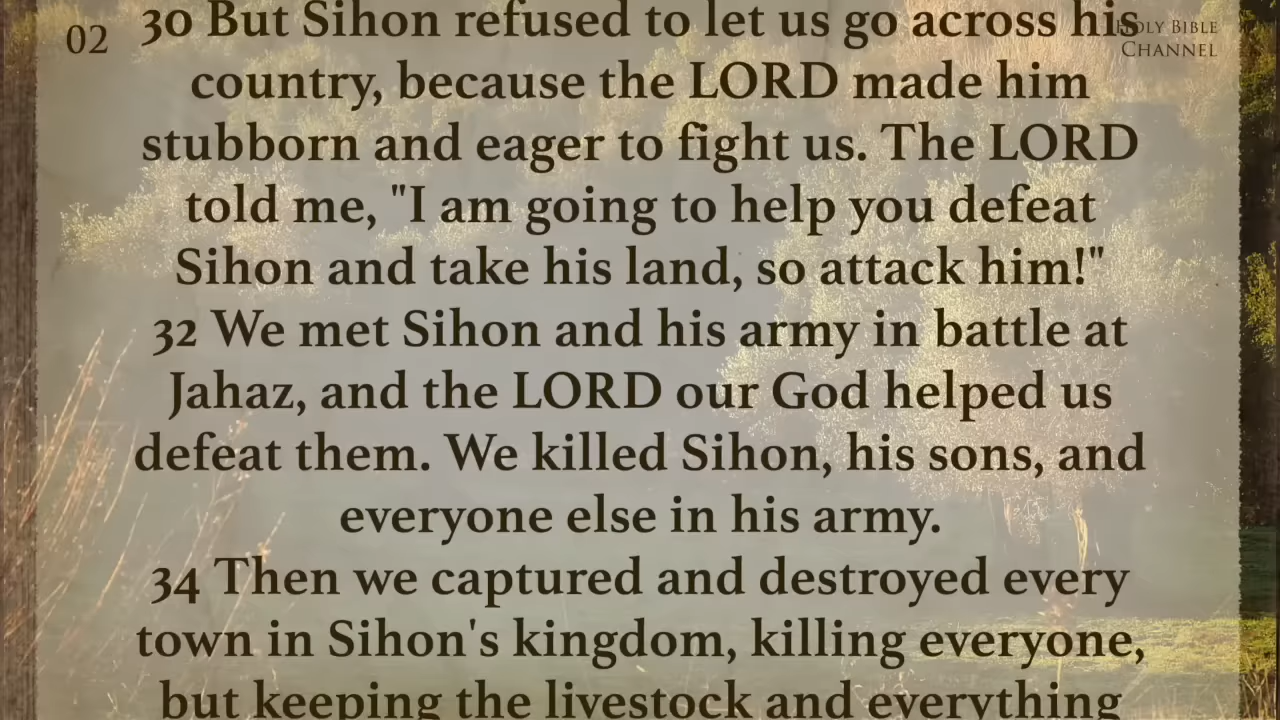 02
HOLY BIBLE
CHANNEL
30 But Sihon refused to let us go across his
country, because the LORD made him
stubborn and eager to fight us. The LORD
told me, "I am going to help you defeat
Sihon and take his land, so attack him!"
32 We met Sihon and his army in battle at
Jahaz, and the LORD our God helped us
defeat them. We killed Sihon, his sons, and
everyone else in his army.
34 Then we captured and destroyed every
town in Sihon's kingdom, killing everyone,
but keeping the livestock and everything